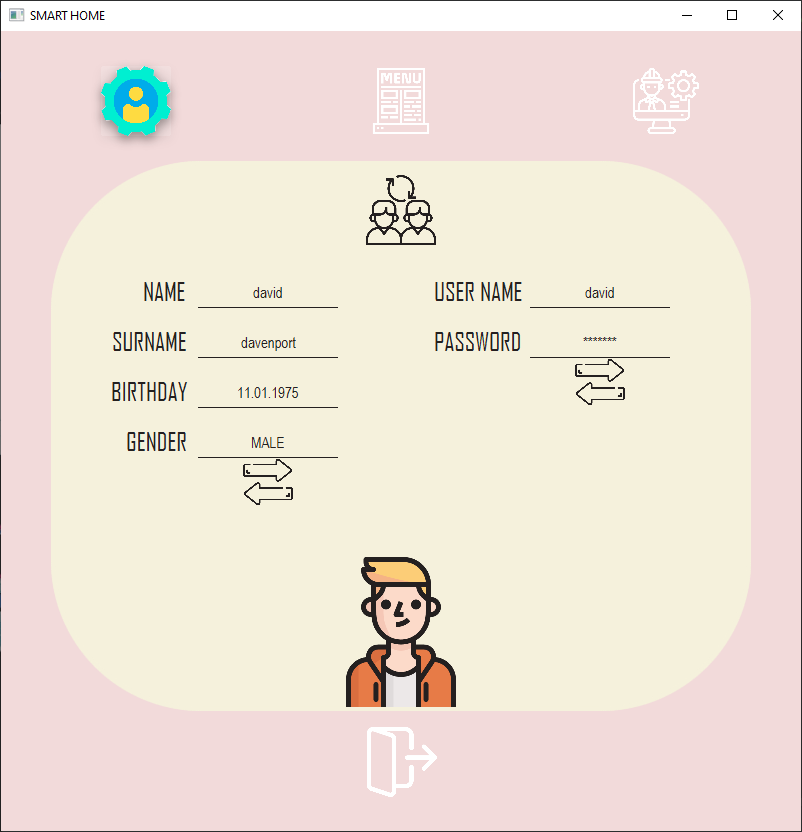 SMART HOME
MENU
NAME david
SURNAME davenport
BIRTHDAY 11.01.1975
GENDER MALE
USER NAME david
PASSWORD *******